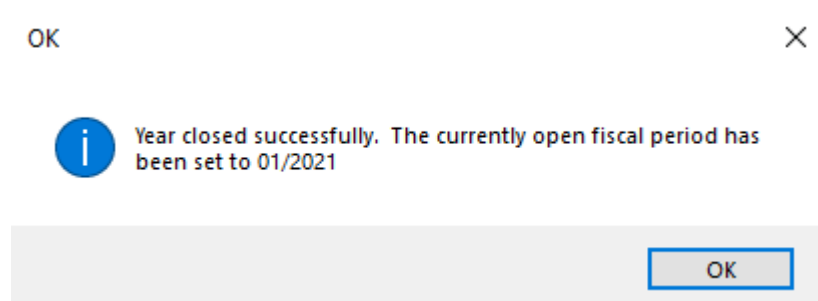 OK
Year closed successfully.  The currently open fiscal period has
been set to 01/2021
OK